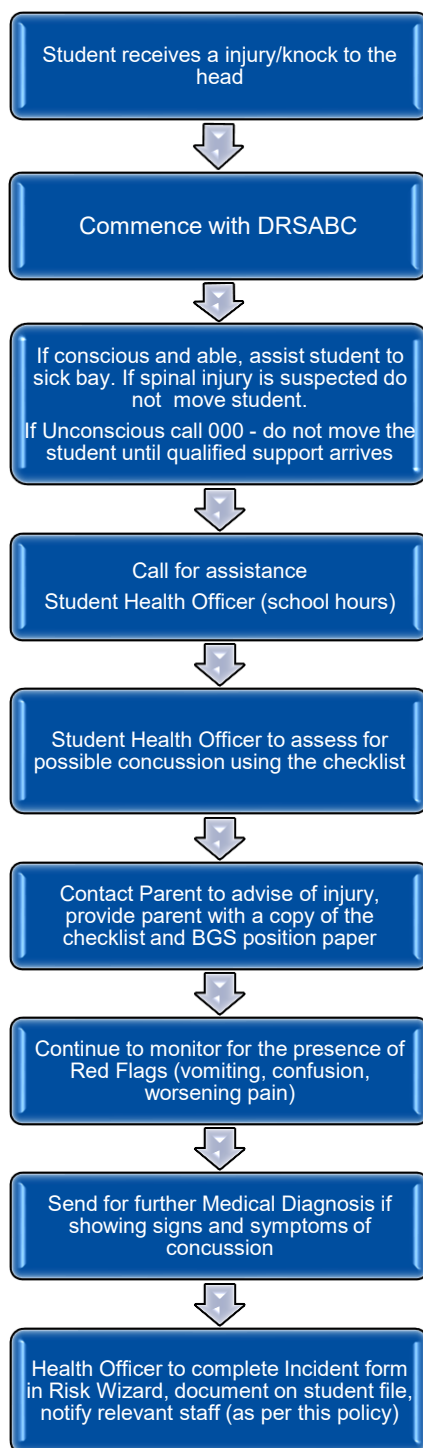 Student receives a injury/knock to the
head
Commence with DRSABC
If conscious and able, assist student to
sick bay. If spinal injury is suspected do
not move student.
If Unconscious call 000 - do not move the
student until qualified support arrives
Call for assistance
Student Health Officer (school hours)
Student Health Officer to assess for
possible concussion using the checklist
Contact Parent to advise of injury,
provide parent with a copy of the
checklist and BGS position paper
Continue to monitor for the presence of
Red Flags (vomiting, confusion,
worsening pain)
Send for further Medical Diagnosis if
showing signs and symptoms of
concussion
Health Officer to complete Incident form
in Risk Wizard, document on student file,
notify relevant staff (as per this policy)